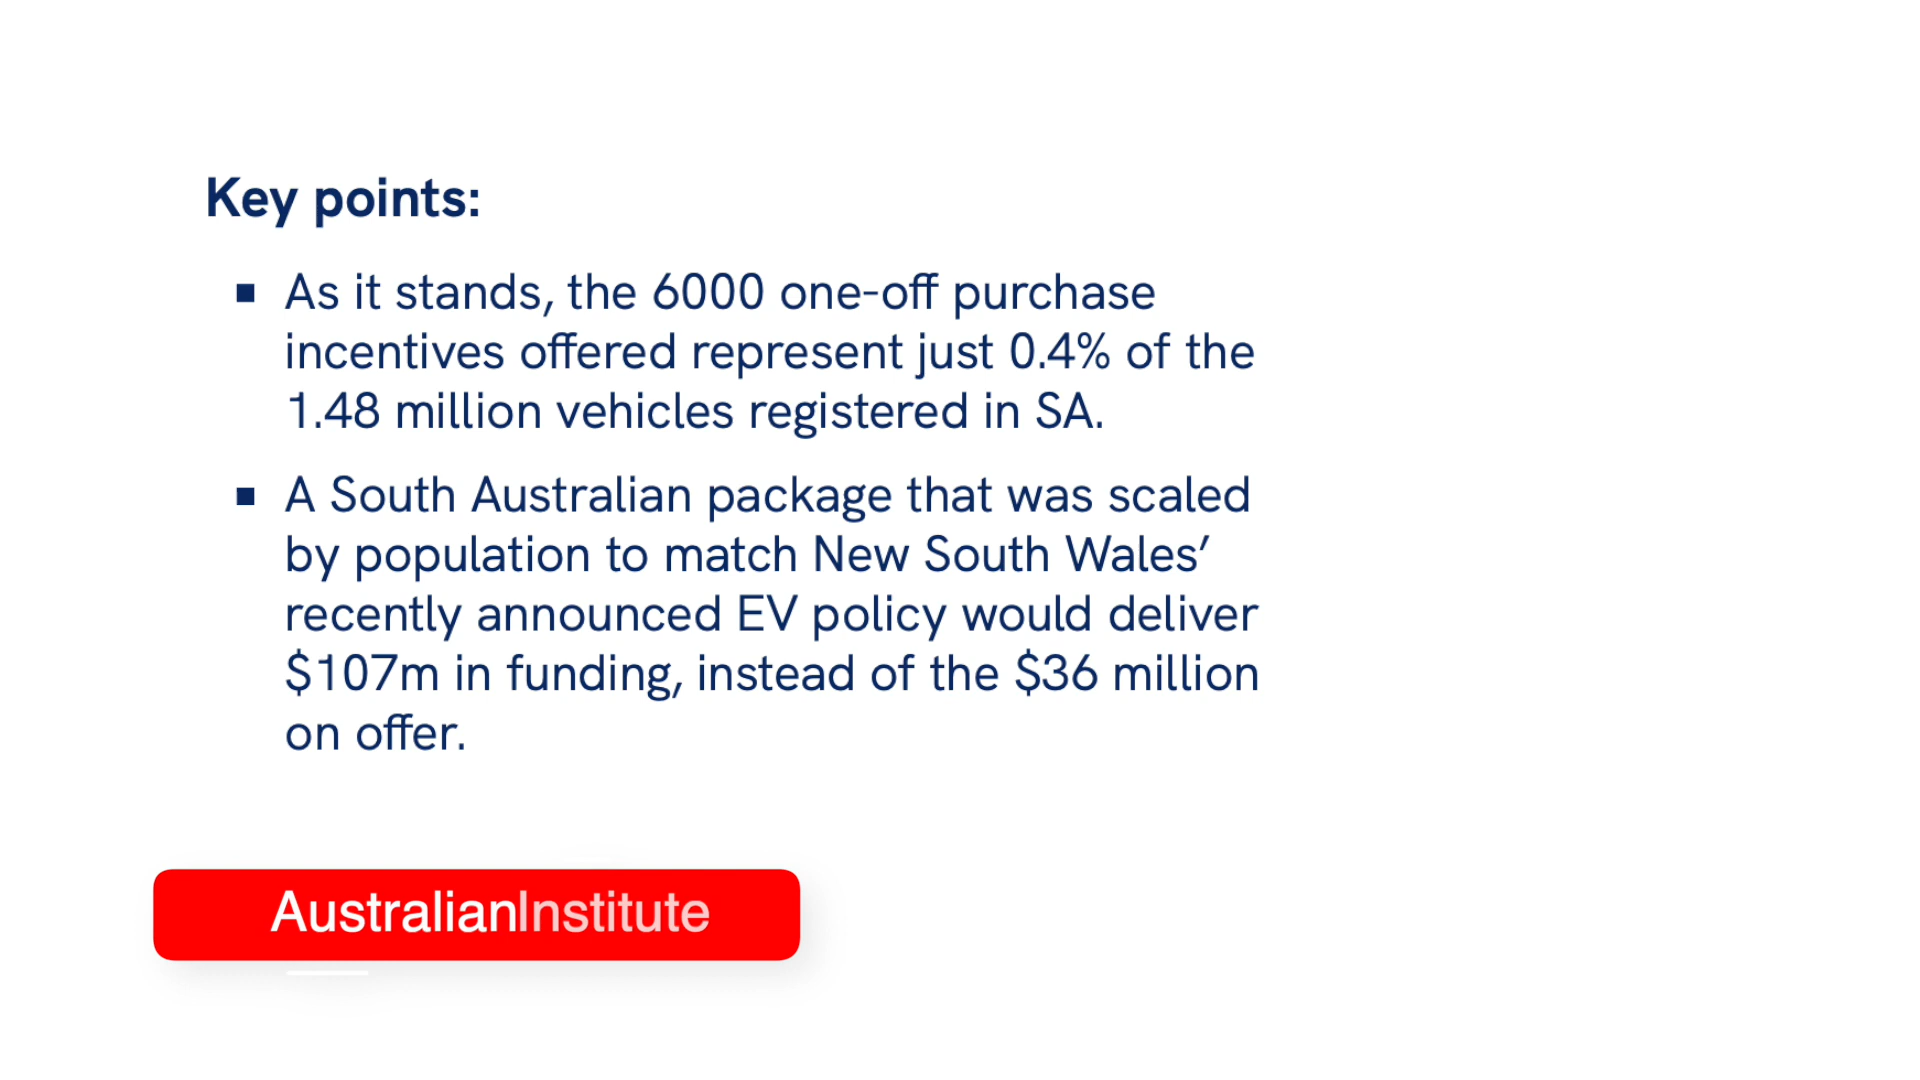 Key points:
▪ As it stands, the 6000 one-off purchase
incentives offered represent just 0.4% of the
1.48 million vehicles registered in SA.
▪ A South Australian package that was scaled
by population to match New South Wales’
recently announced EV policy would deliver
$107m in funding, instead of the $36 million
on offer.
AustralianInstitute